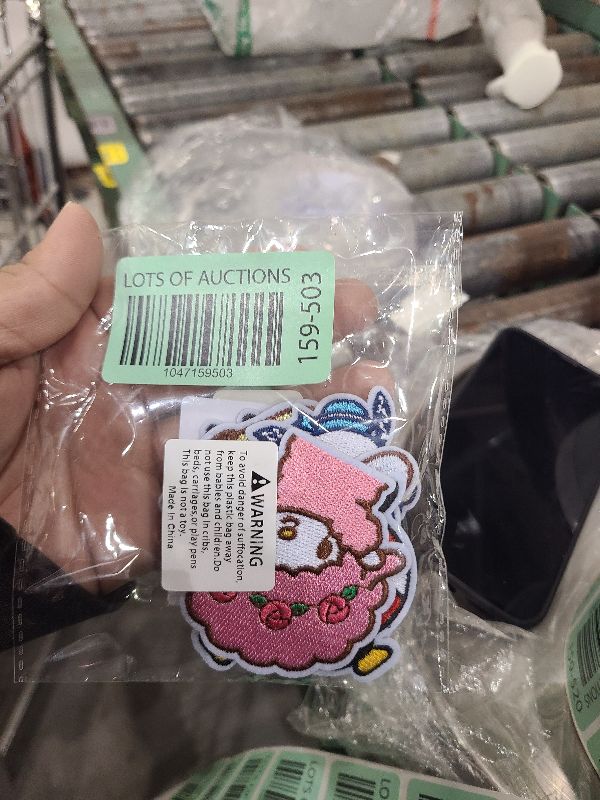 LOTS OF AUCTIONS
159-503
1047159503
WARNiNG
To avoid danger of suffocation,
keep this plastic bag away
from babies and children.Do
not use this bag in cribs,
beds, carriages,or play pens
This bag is not a toy.
Made in China
LOTS